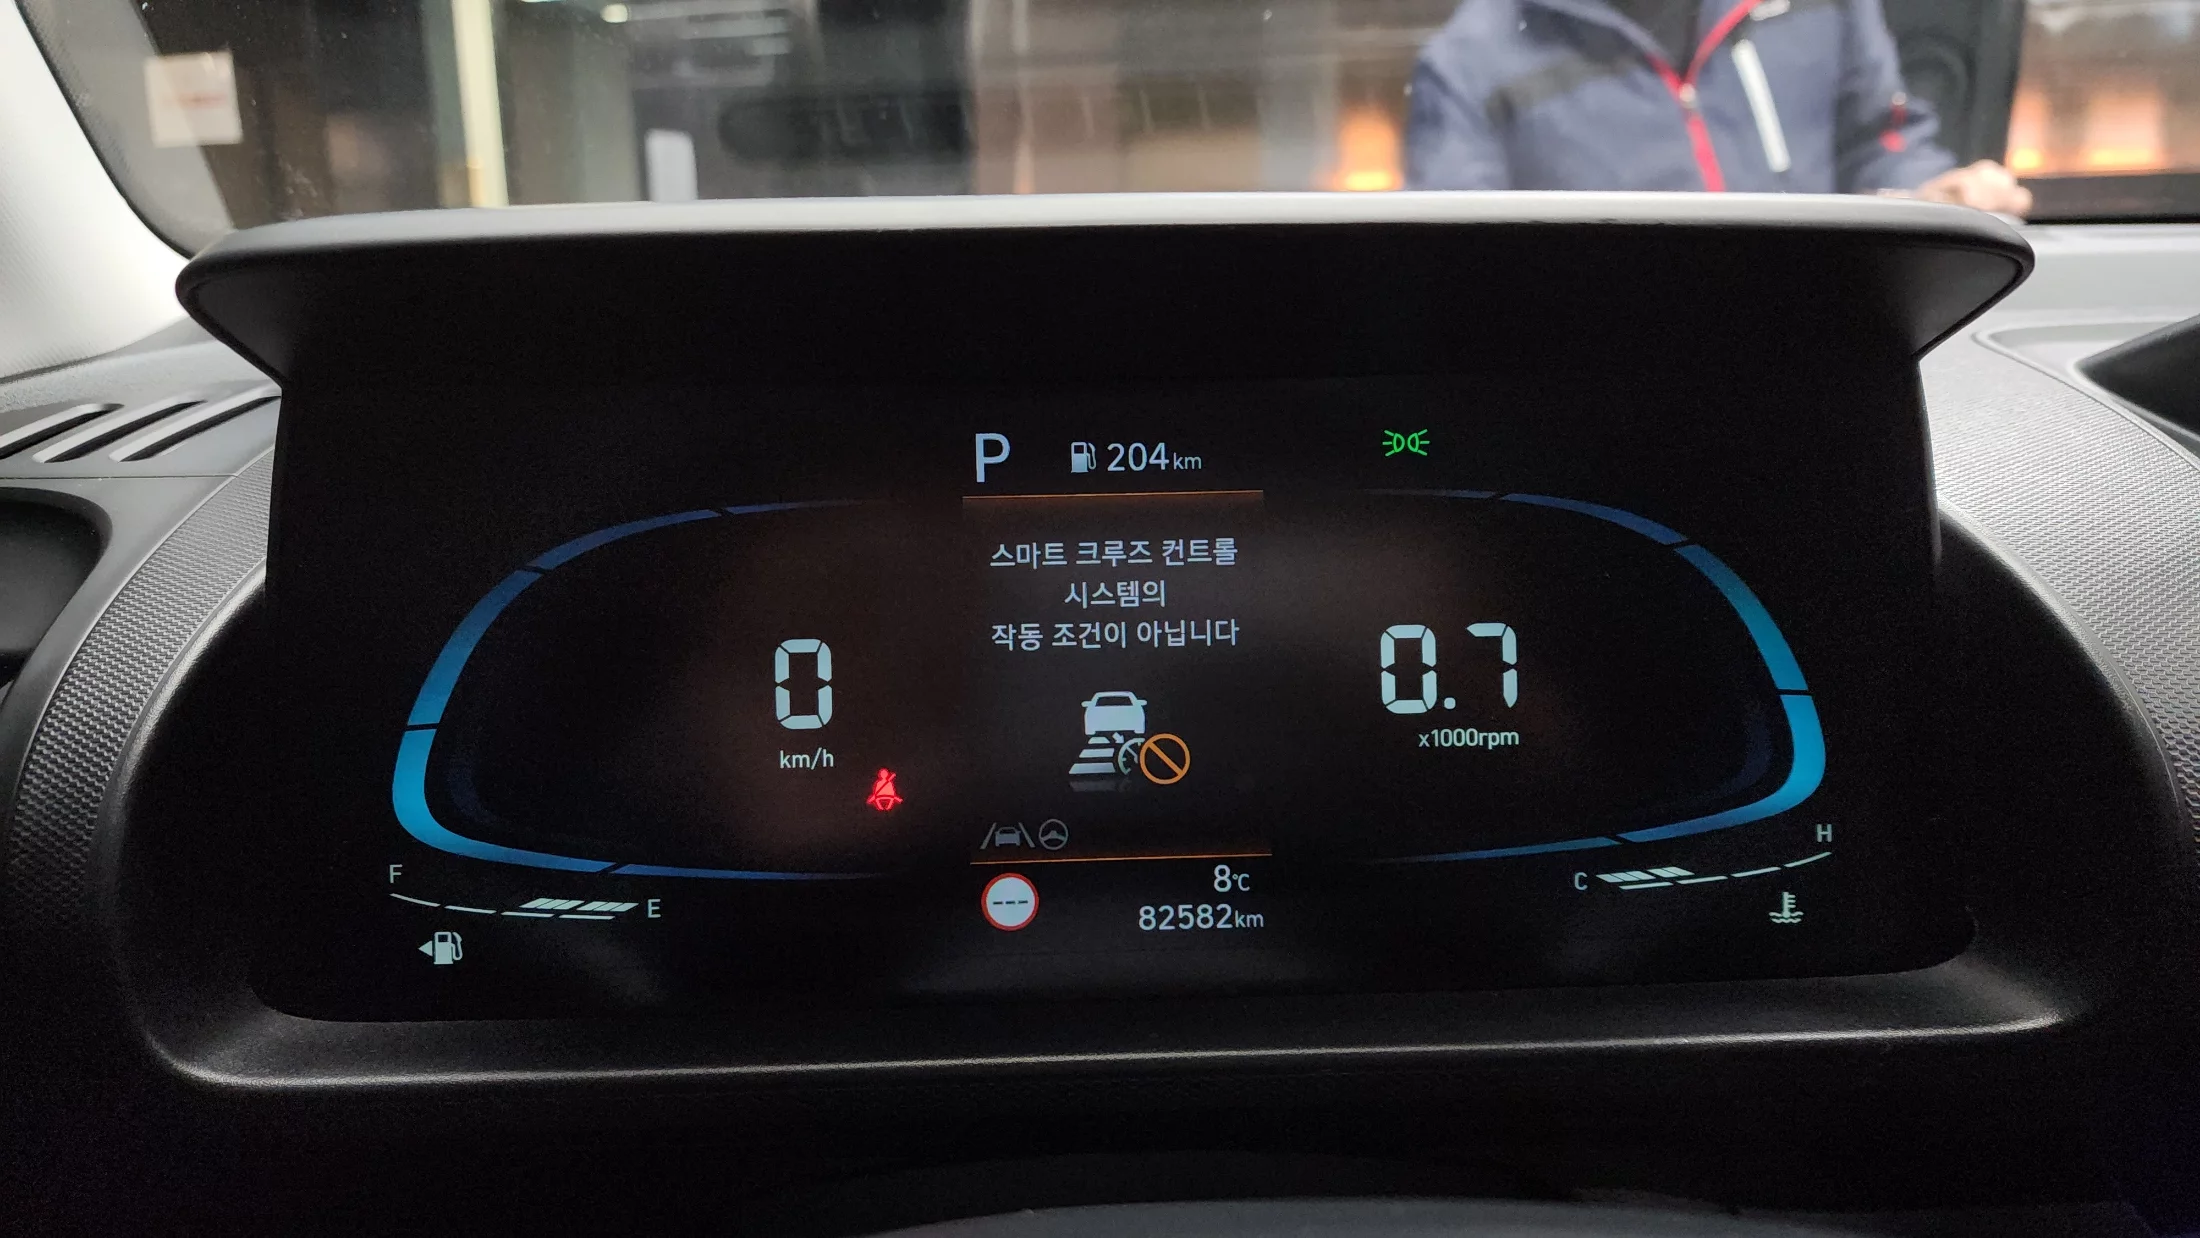 P 204km
스마트 크루즈 컨트롤
시스템의
작동 조건이 아닙니다
0
km/h
0.7
x1000rpm
F
E
---
8℃
82582km
C
H